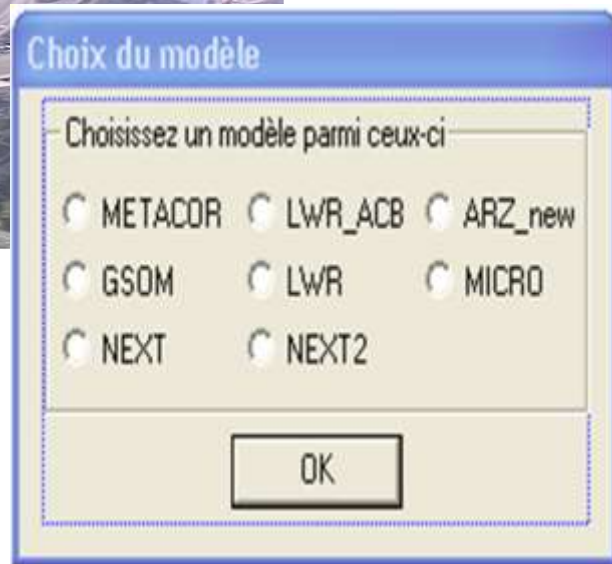 Choix du modèle
Choisissez un modèle parmi ceux-ci
METACOR LWR_ACB ARZ_new
GSOM LWR MICRO
NEXT NEXT2
OK